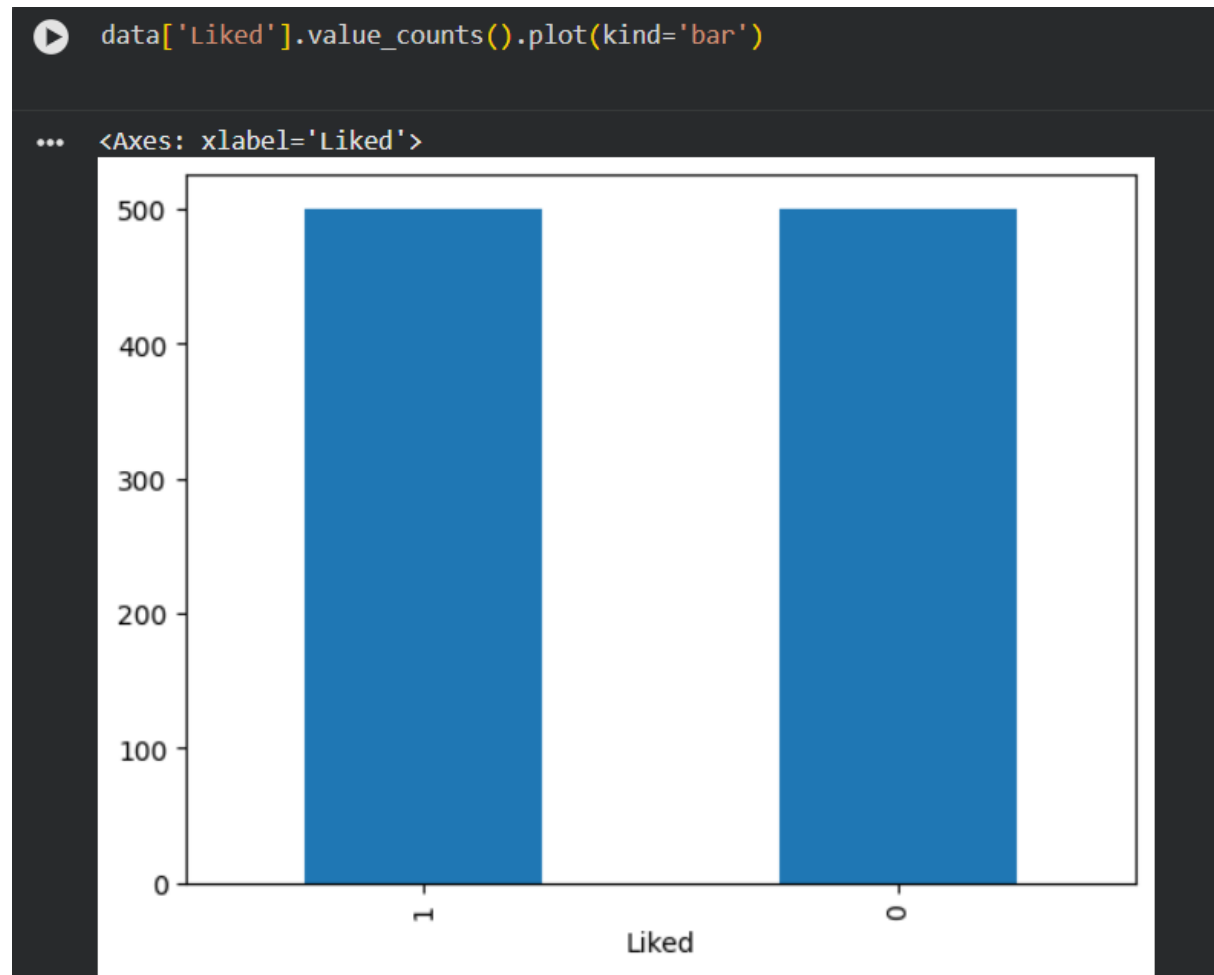 data['Liked'].value_counts().plot(kind='bar')
<Axes: xlabel='Liked'>
500
400
300
200
100
0
1
0
Liked